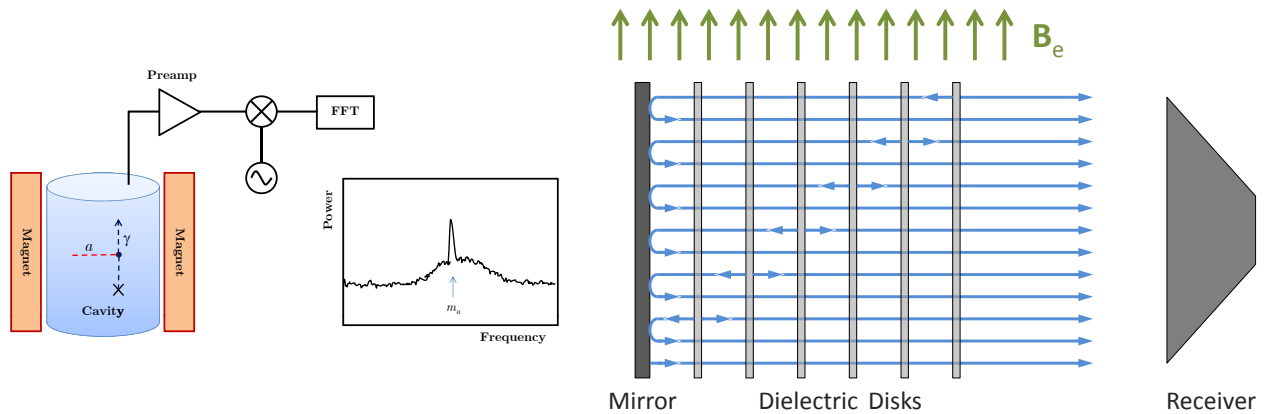 Preamp
FFT
Magnet
a
γ
Cavity
Magnet
Power
m_a
Frequency
B_e
Mirror
Dielectric Disks
Receiver